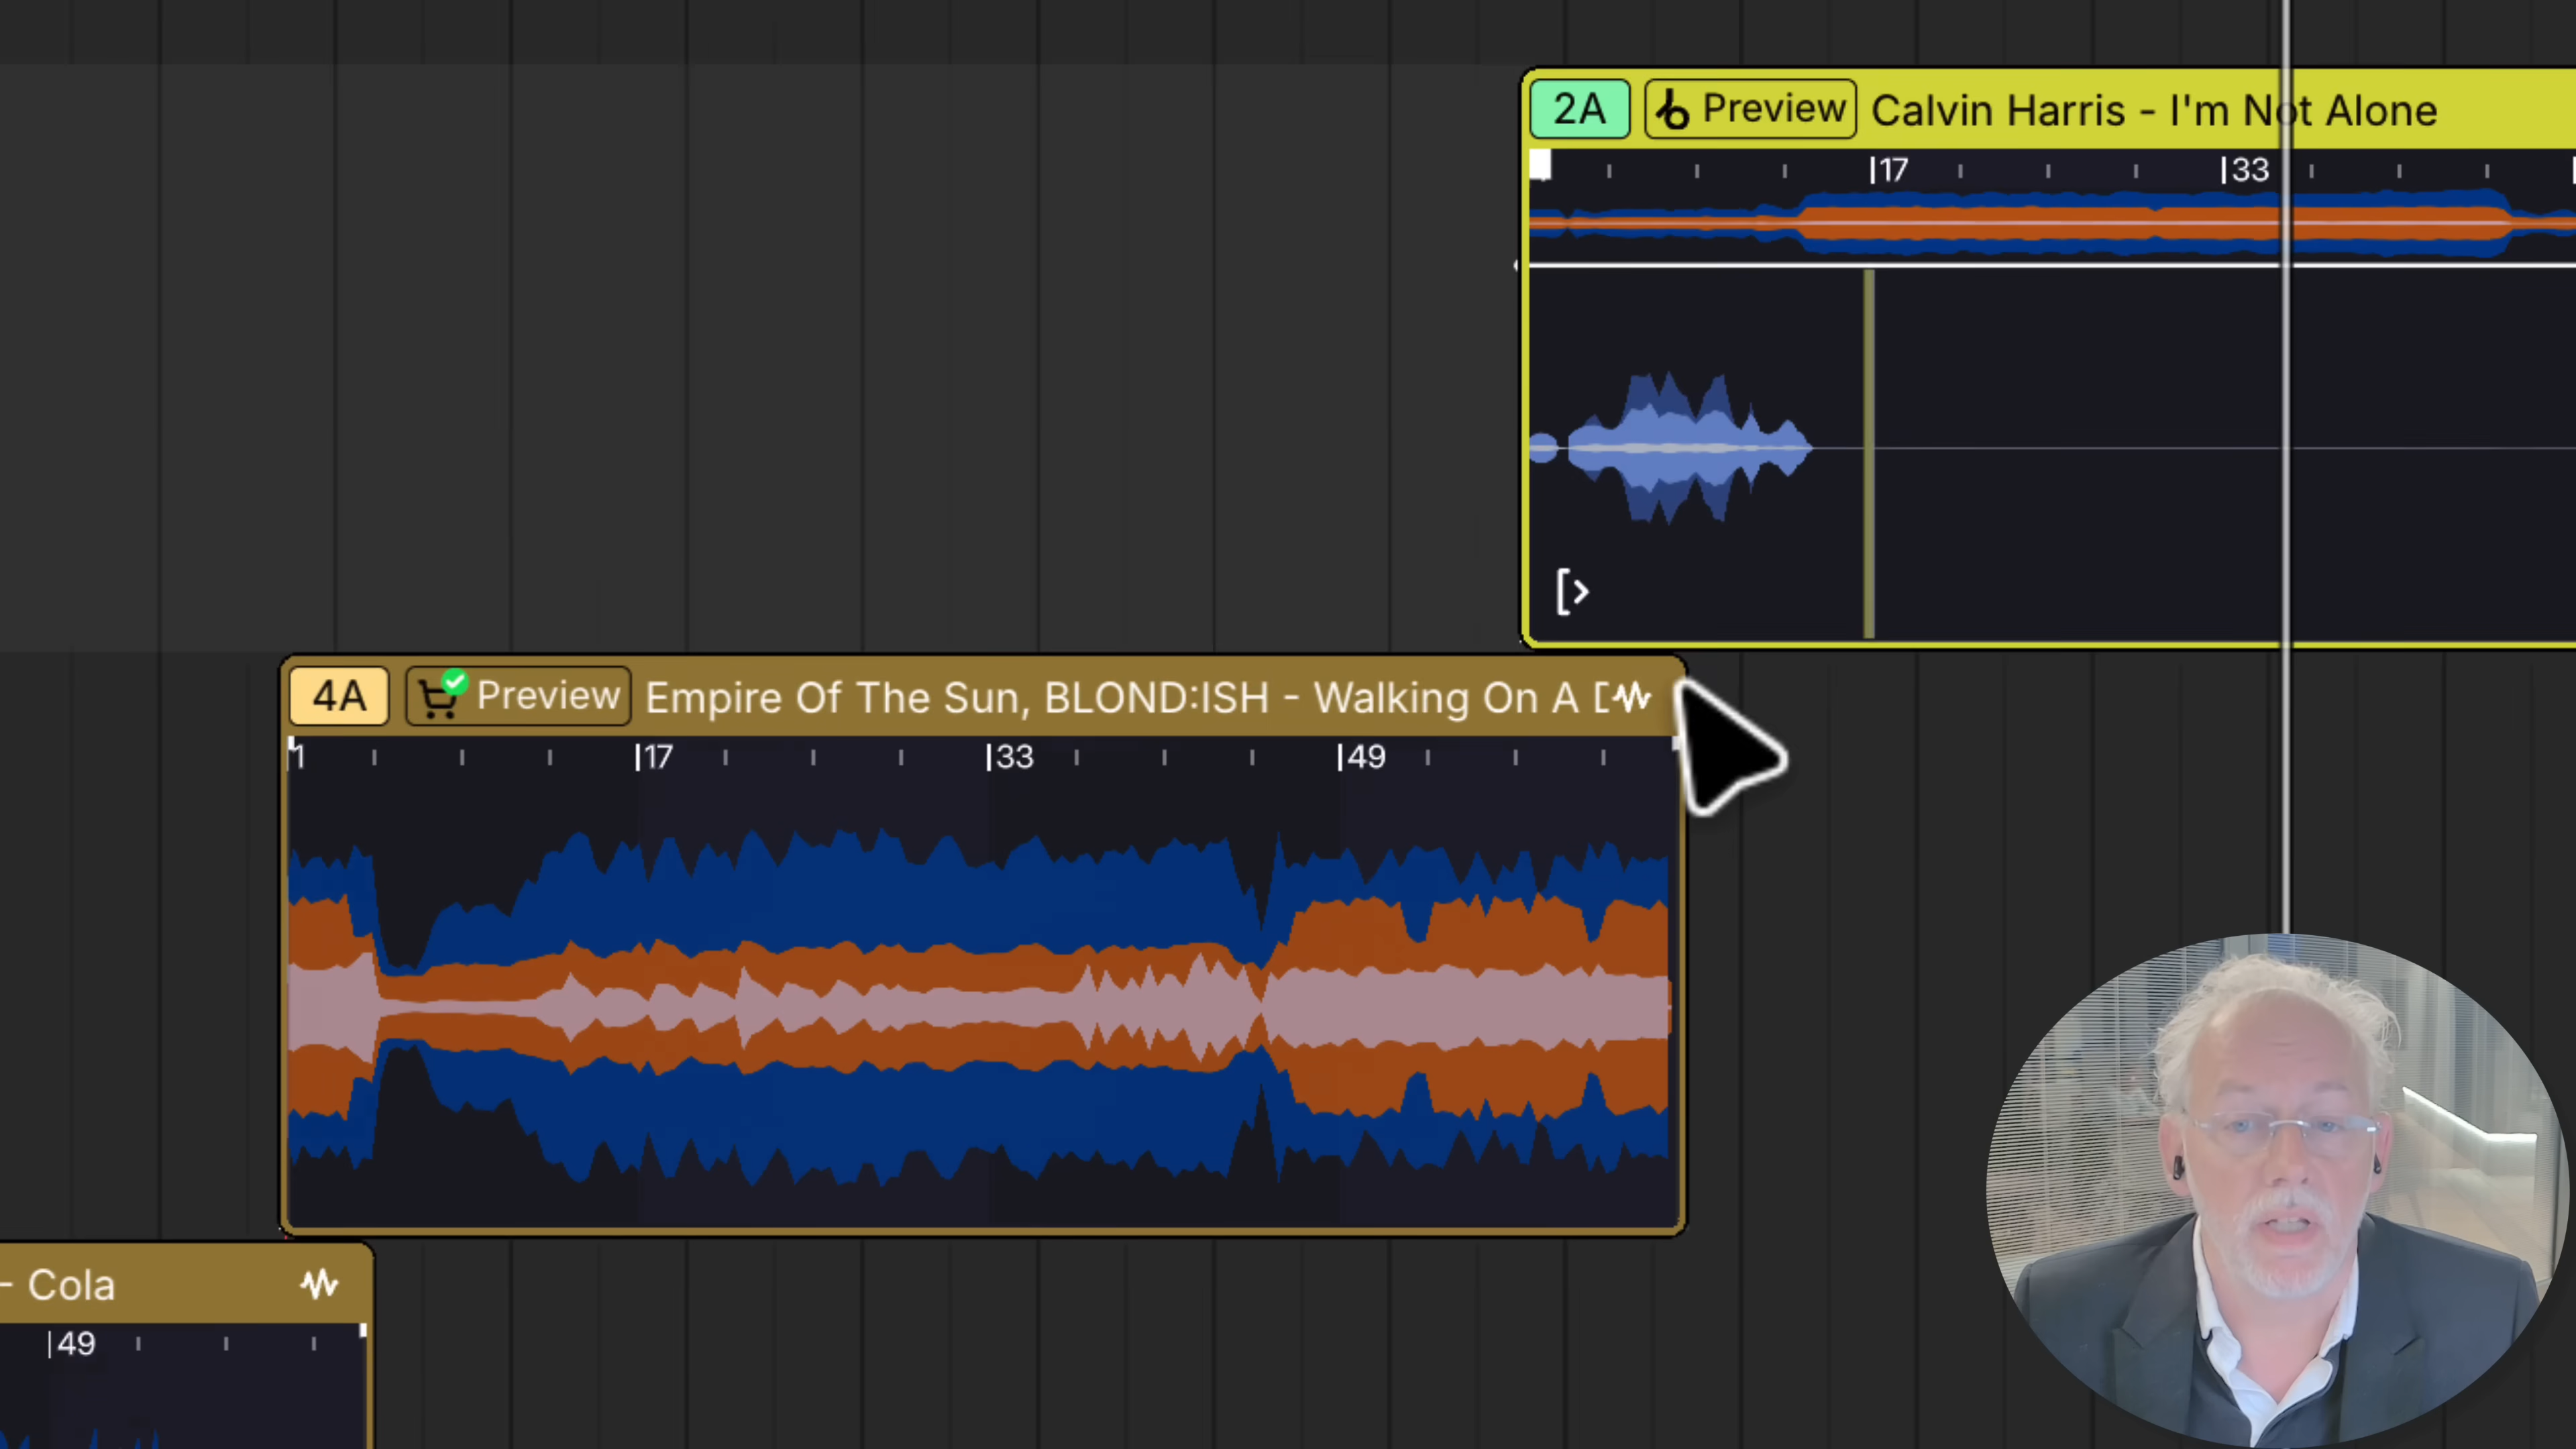 2A Preview Calvin Harris - I'm Not Alone
17 33
4A Preview Empire Of The Sun, BLOND:ISH - Walking On A
1 17 33 49
- Cola
49